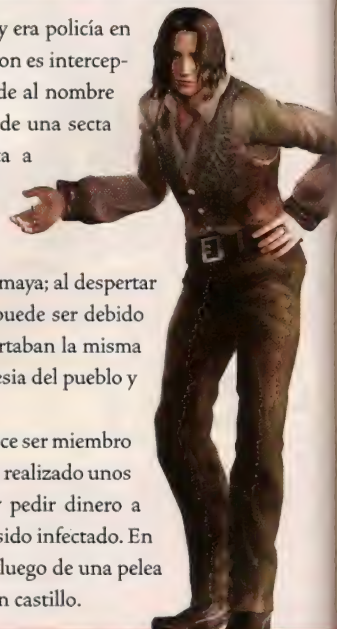 y era policía en
on es intercep-
de al nombre
de una secta
a a
maya; al despertar
puede ser debido
rtaban la misma
esia del pueblo y
ce ser miembro
realizado unos
pedir dinero a
sido infectado. En
luego de una pelea
n castillo.